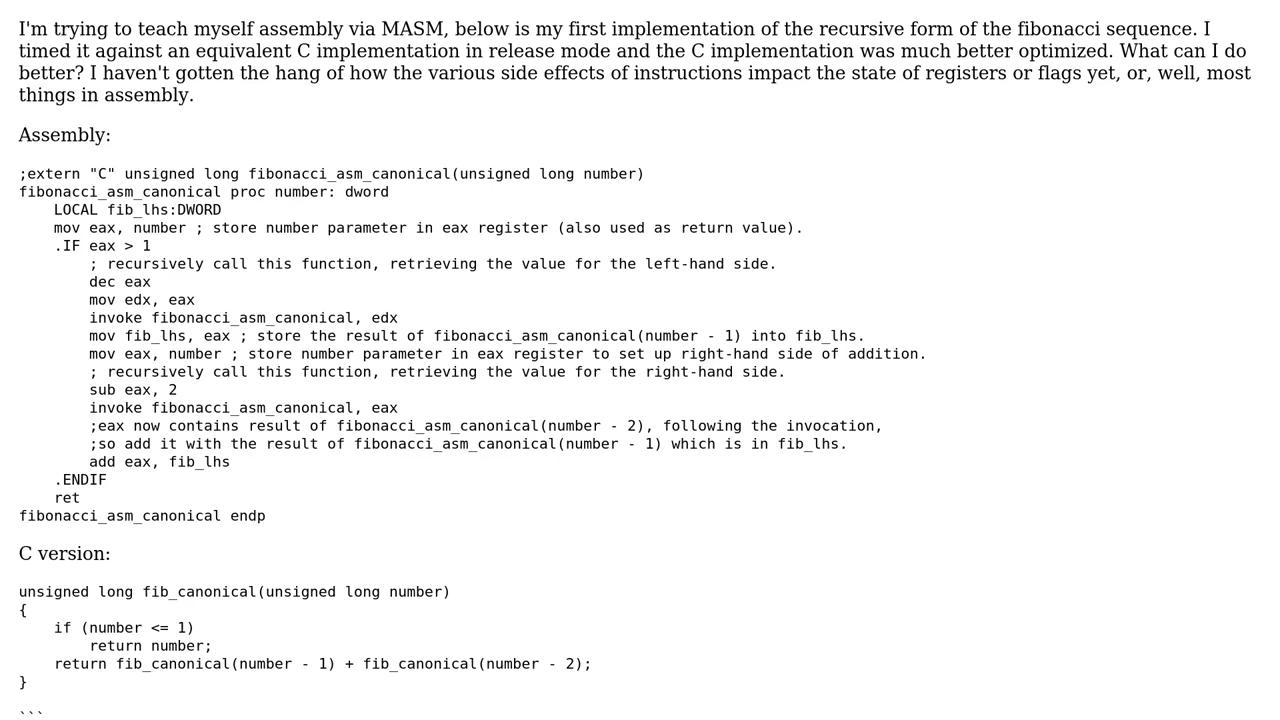 I'm trying to teach myself assembly via MASM, below is my first implementation of the recursive form of the fibonacci sequence. I
timed it against an equivalent C implementation in release mode and the C implementation was much better optimized. What can I do
better? I haven't gotten the hang of how the various side effects of instructions impact the state of registers or flags yet, or, well, most
things in assembly.

Assembly:

;extern "C" unsigned long fibonacci_asm_canonical(unsigned long number)
fibonacci_asm_canonical proc number: dword
    LOCAL fib_lhs:DWORD
    mov eax, number ; store number parameter in eax register (also used as return value).
    .IF eax > 1
        ; recursively call this function, retrieving the value for the left-hand side.
        dec eax
        mov edx, eax
        invoke fibonacci_asm_canonical, edx
        mov fib_lhs, eax ; store the result of fibonacci_asm_canonical(number - 1) into fib_lhs.
        mov eax, number ; store number parameter in eax register to set up right-hand side of addition.
        ; recursively call this function, retrieving the value for the right-hand side.
        sub eax, 2
        invoke fibonacci_asm_canonical, eax
        ;eax now contains result of fibonacci_asm_canonical(number - 2), following the invocation,
        ;so add it with the result of fibonacci_asm_canonical(number - 1) which is in fib_lhs.
        add eax, fib_lhs
    .ENDIF
    ret
fibonacci_asm_canonical endp

C version:

unsigned long fib_canonical(unsigned long number)
{
    if (number <= 1)
        return number;
    return fib_canonical(number - 1) + fib_canonical(number - 2);
}

```